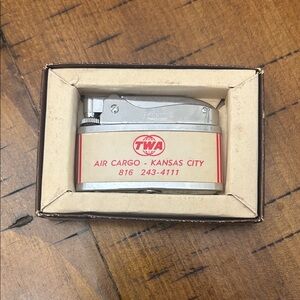 TWA
AIR CARGO - KANSAS CITY
816 243-4111